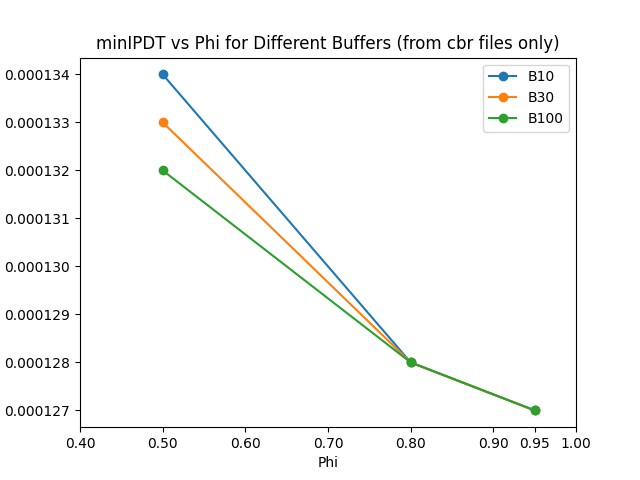 minIPDT vs Phi for Different Buffers (from cbr files only)
0.000134
0.000133
0.000132
0.000131
0.000130
0.000129
0.000128
0.000127
B10
B30
B100
0.40 0.50 0.60 0.70 0.80 0.90 0.95 1.00
Phi